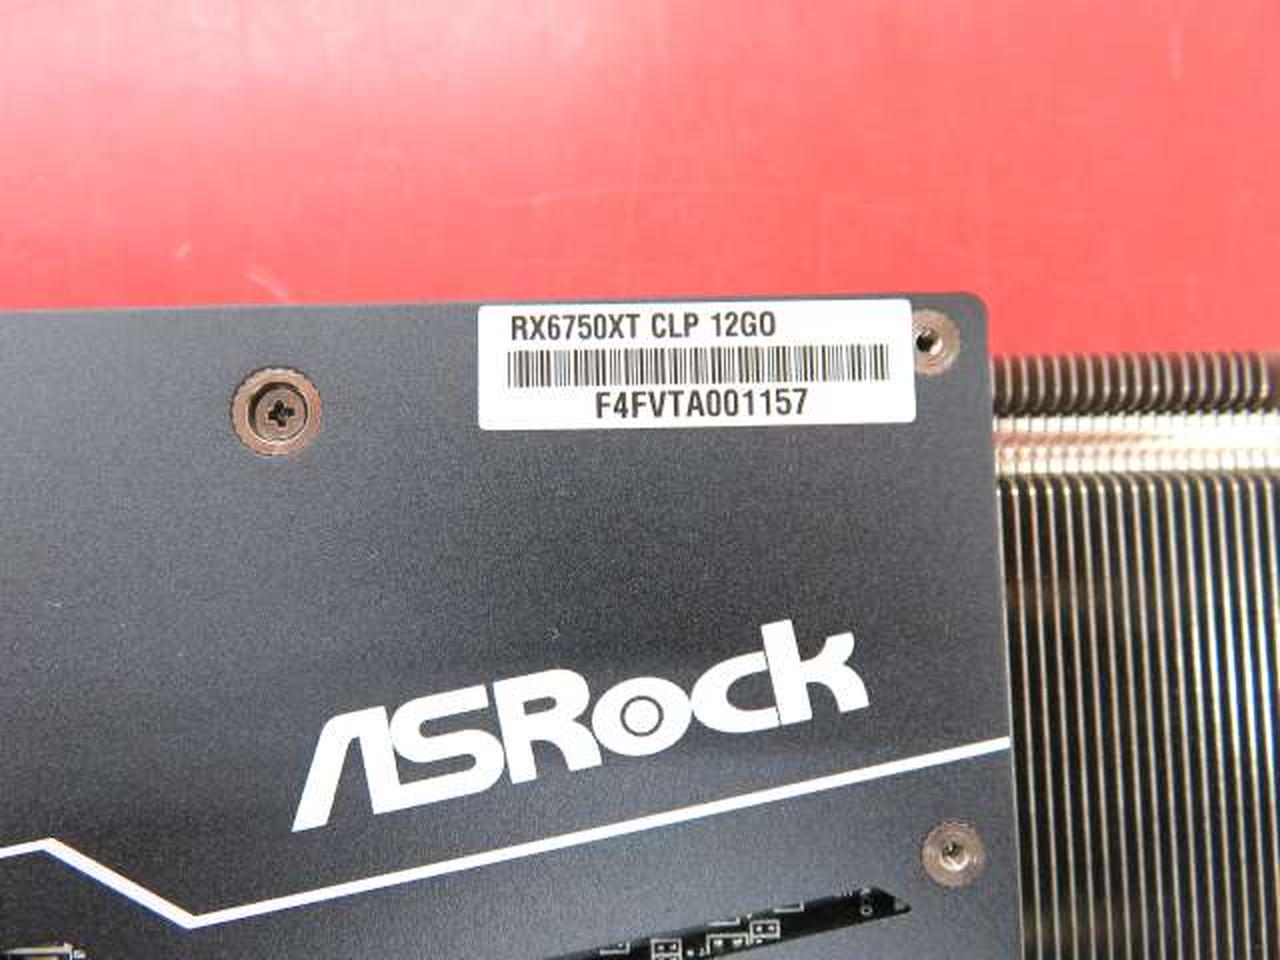 RX6750XT CLP 12GO
F4FVTA001157
ASRock